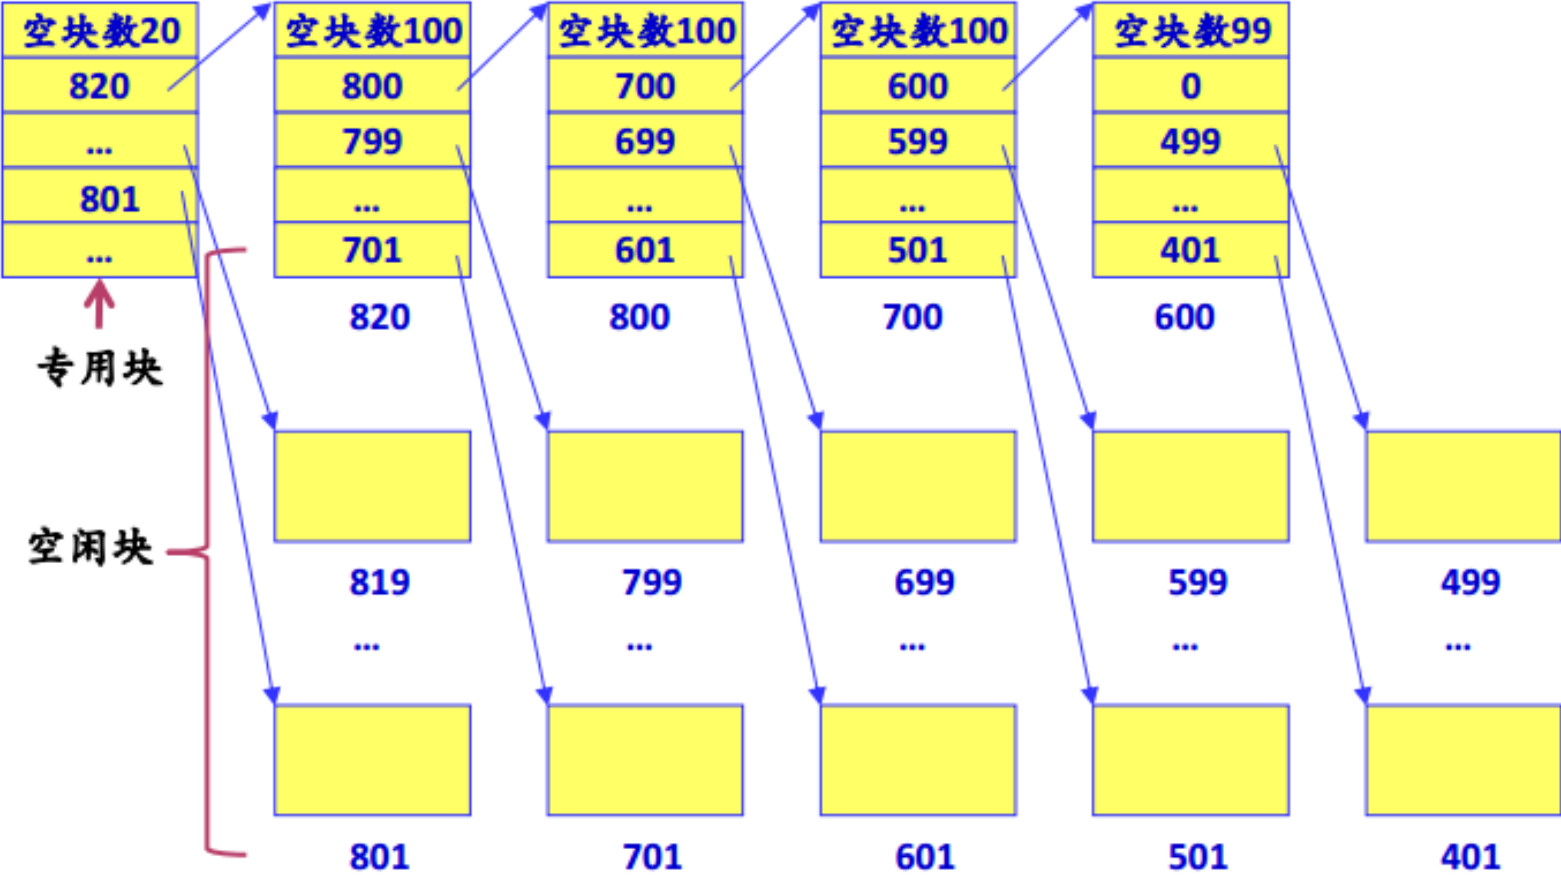 空块数20 空块数100 空块数100 空块数100 空块数99
820 800 700 600 0
… 799 699 599 499
801 … … … …
… 701 601 501 401
820 800 700 600
专用块
空闲块
819 799 699 599 499
… … … … …
801 701 601 501 401